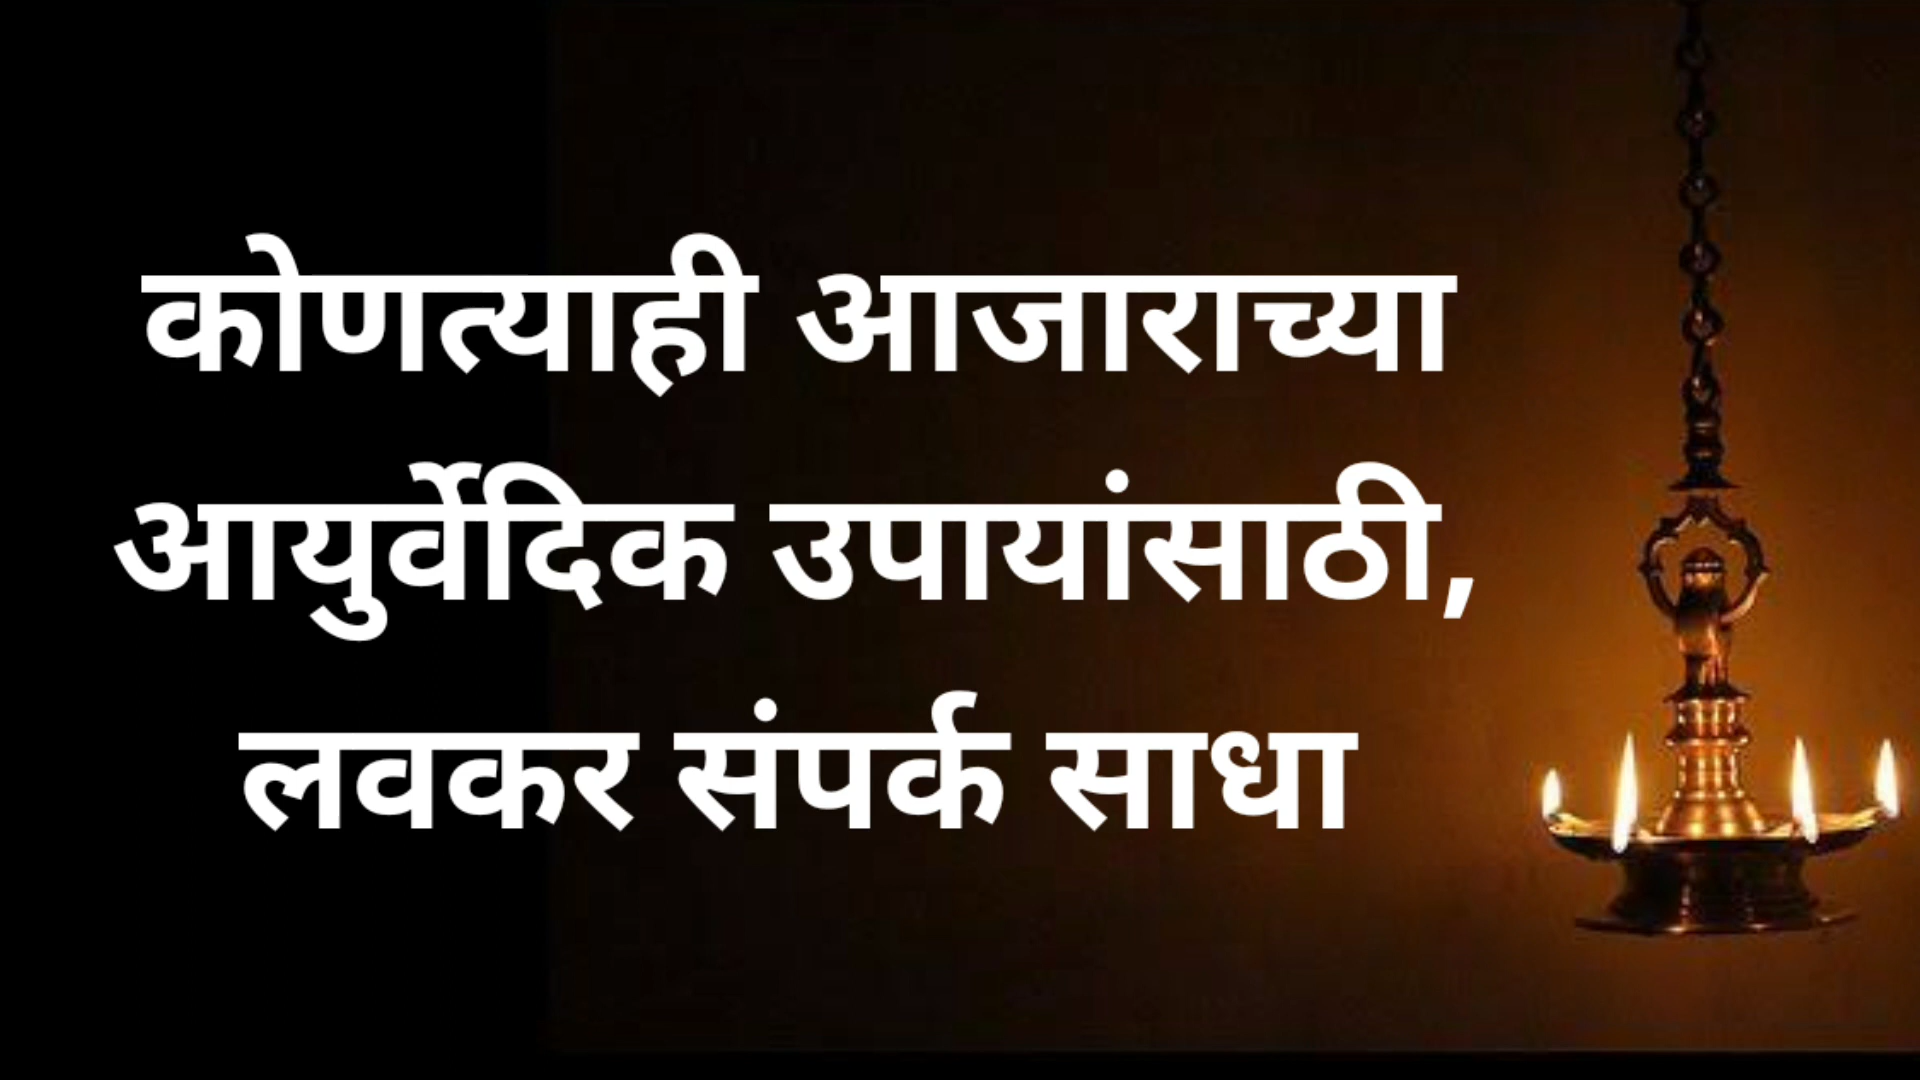 कोणत्याही आजाराच्या
आयुर्वेदिक उपायांसाठी,
लवकर संपर्क साधा